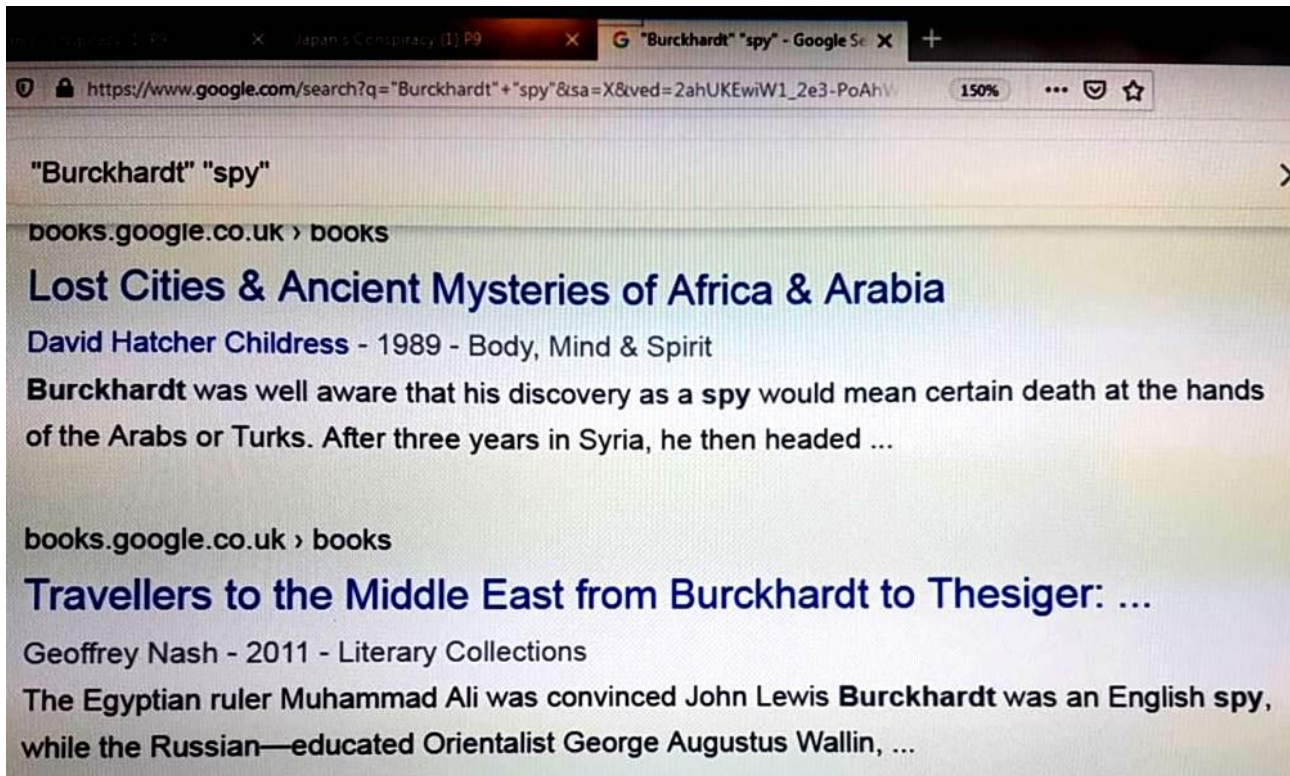 Japan's Conspiracy (1) P9
"Burckhardt" "spy" - Google Se
https://www.google.com/search?q="Burckhardt"+"spy"&sa=X&ved=2ahUKEwiW1_2e3-PoAhW
150%
"Burckhardt" "spy"
books.google.co.uk › books
Lost Cities & Ancient Mysteries of Africa & Arabia
David Hatcher Childress - 1989 - Body, Mind & Spirit
Burckhardt was well aware that his discovery as a spy would mean certain death at the hands
of the Arabs or Turks. After three years in Syria, he then headed ...
books.google.co.uk › books
Travellers to the Middle East from Burckhardt to Thesiger: ...
Geoffrey Nash - 2011 - Literary Collections
The Egyptian ruler Muhammad Ali was convinced John Lewis Burckhardt was an English spy,
while the Russian—educated Orientalist George Augustus Wallin, ...